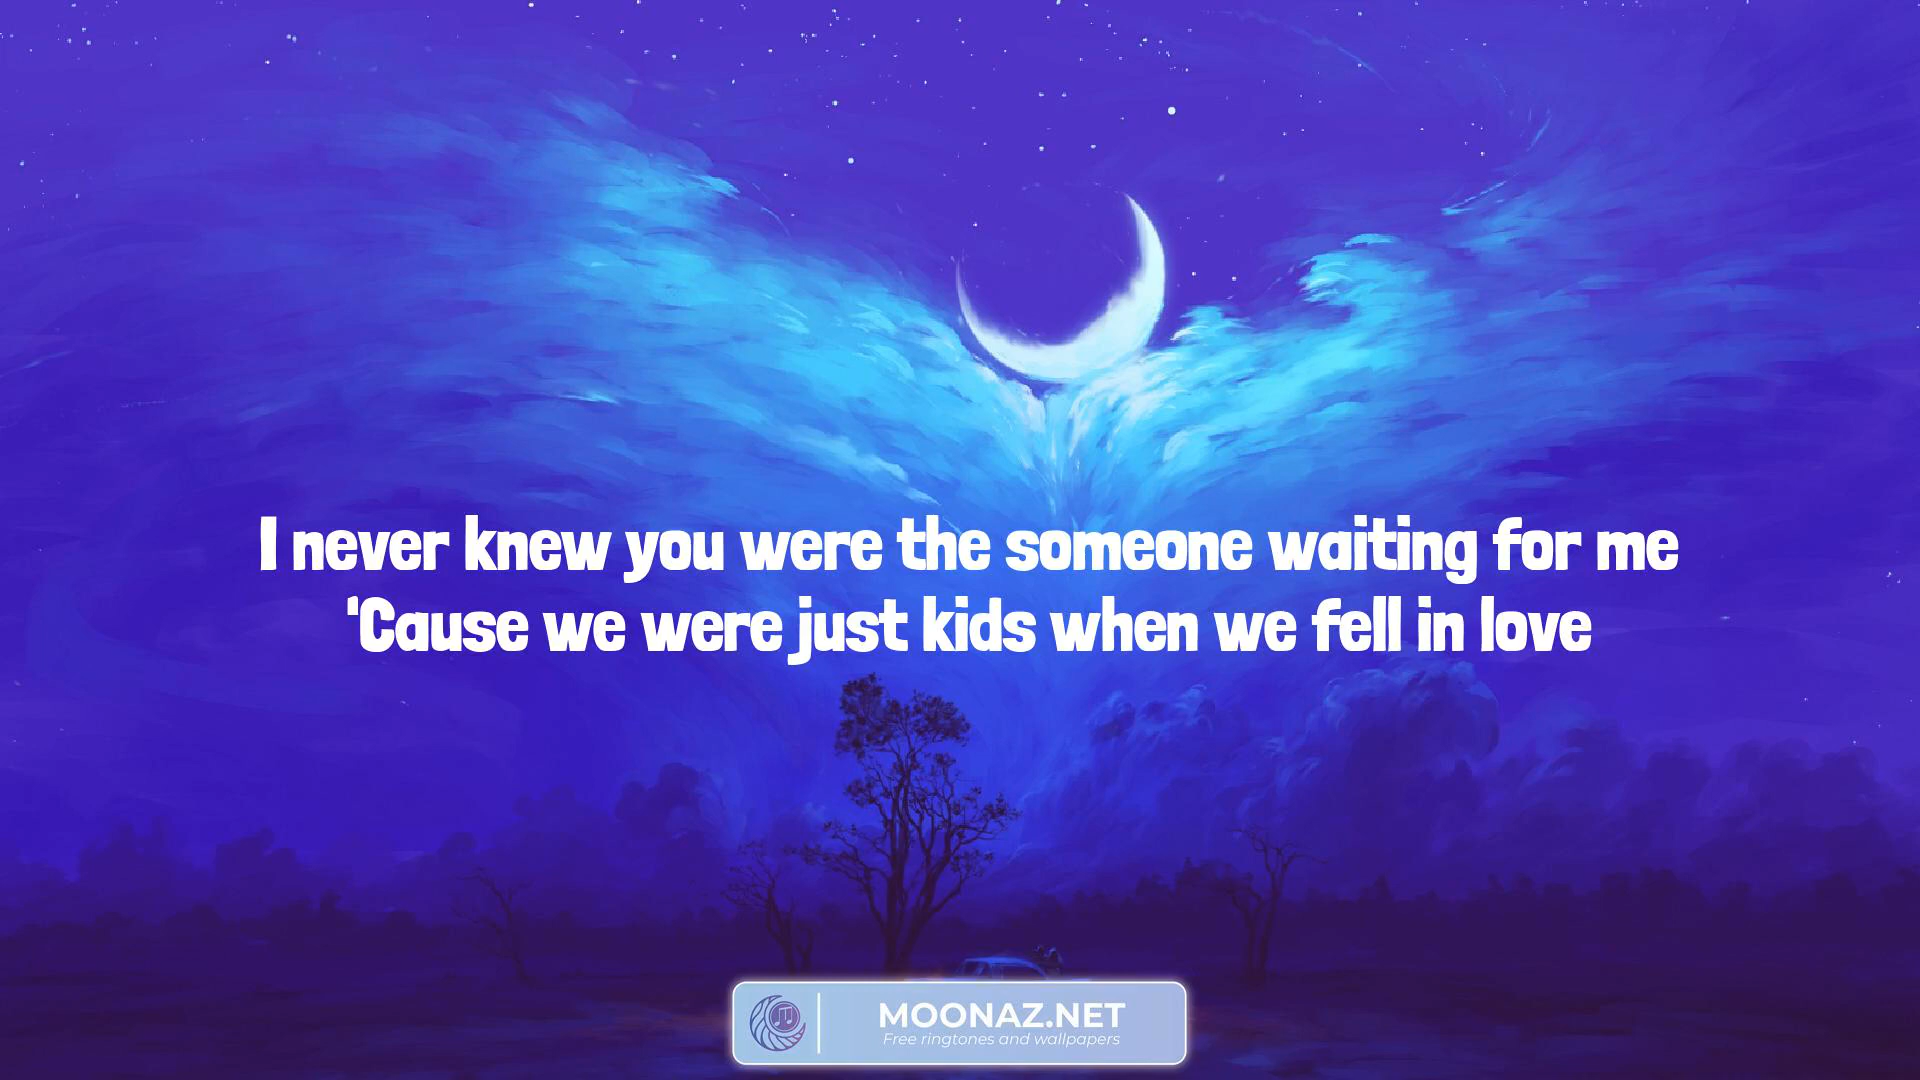 I never knew you were the someone waiting for me
'Cause we were just kids when we fell in love
MOONAZ.NET
Free ringtones and wallpapers